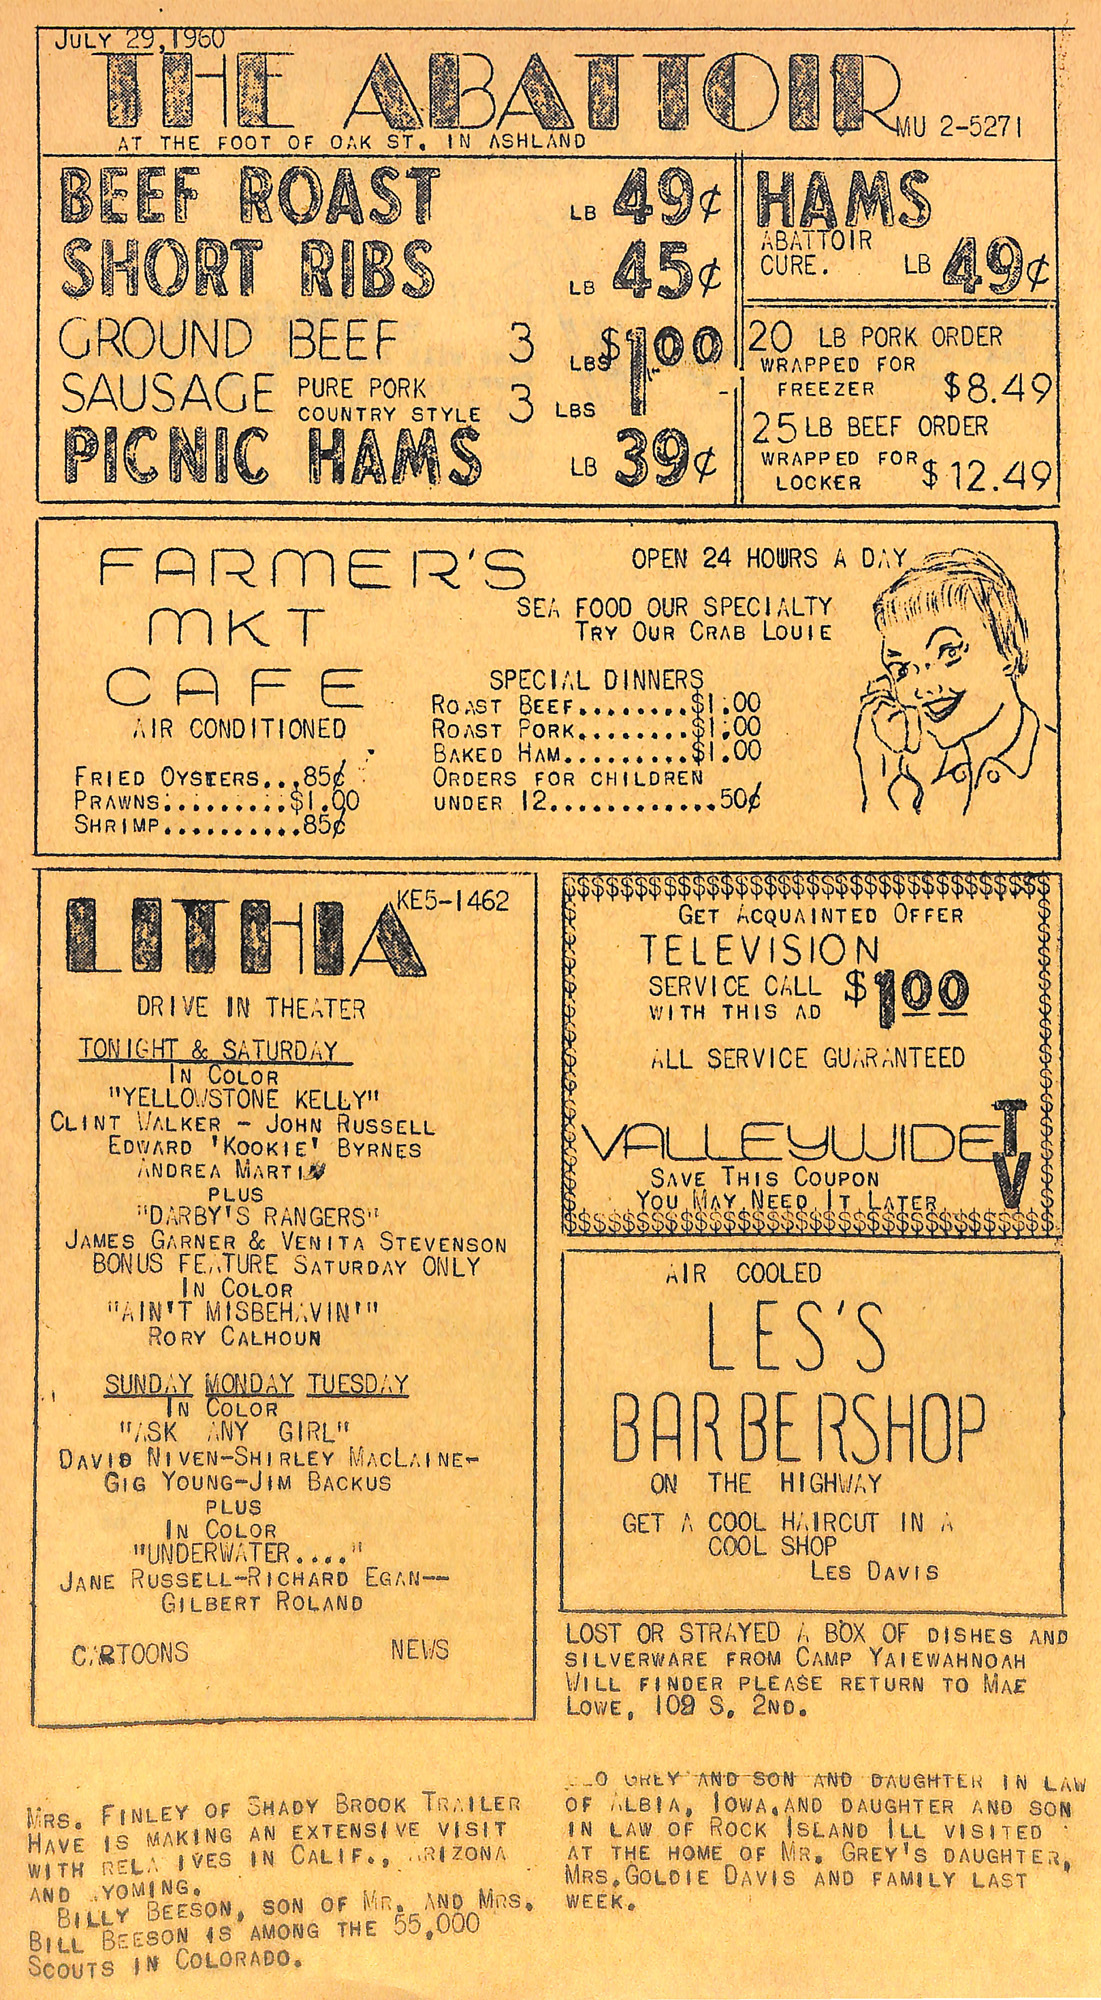 JULY 29, 1960
THE ABATTOIR
MU 2-5271
AT THE FOOT OF OAK ST. IN ASHLAND
BEEF ROAST LB 49¢
SHORT RIBS LB 45¢
GROUND BEEF 3 LBS $1.00
SAUSAGE PURE PORK COUNTRY STYLE 3 LBS
PICNIC HAMS LB 39¢
HAMS
ABATTOIR
CURE. LB 49¢
20 LB PORK ORDER
WRAPPED FOR
FREEZER $8.49
25 LB BEEF ORDER
WRAPPED FOR
LOCKER $12.49
FARMER'S
MKT
CAFE
AIR CONDITIONED
FRIED OYSTERS...85¢
PRAWNS.........$1.00
SHRIMP..........85¢
OPEN 24 HOURS A DAY
SEA FOOD OUR SPECIALTY
TRY OUR CRAB LOUIE
SPECIAL DINNERS
ROAST BEEF........$1.00
ROAST PORK........$1.00
BAKED HAM.........$1.00
ORDERS FOR CHILDREN
UNDER 12............50¢
LITHIA
KE5-1462
DRIVE IN THEATER
TONIGHT & SATURDAY
IN COLOR
"YELLOWSTONE KELLY"
CLINT WALKER - JOHN RUSSELL
EDWARD 'KOOKIE' BYRNES
ANDREA MARTIN
PLUS
"DARBY'S RANGERS"
JAMES GARNER & VENITA STEVENSON
BONUS FEATURE SATURDAY ONLY
IN COLOR
"AIN'T MISBEHAVIN'"
RORY CALHOUN
SUNDAY MONDAY TUESDAY
IN COLOR
"ASK ANY GIRL"
DAVID NIVEN-SHIRLEY MACLAINE-
GIG YOUNG-JIM BACKUS
PLUS
IN COLOR
"UNDERWATER...."
JANE RUSSELL-RICHARD EGAN--
GILBERT ROLAND
CARTOONS NEWS
GET ACQUAINTED OFFER
TELEVISION
SERVICE CALL $1.00
WITH THIS AD
ALL SERVICE GUARANTEED
VALLEYWIDE TV
SAVE THIS COUPON
YOU MAY NEED IT LATER
AIR COOLED
LES'S
BARBERSHOP
ON THE HIGHWAY
GET A COOL HAIRCUT IN A
COOL SHOP
LES DAVIS
LOST OR STRAYED A BOX OF DISHES AND
SILVERWARE FROM CAMP YAIEWAHNOAH
WILL FINDER PLEASE RETURN TO MAE
LOWE, 109 S. 2ND.
MRS. FINLEY OF SHADY BROOK TRAILER
HAVE IS MAKING AN EXTENSIVE VISIT
WITH RELATIVES IN CALIF., ARIZONA
AND WYOMING.
BILLY BEESON, SON OF MR. AND MRS.
BILL BEESON IS AMONG THE 55,000
SCOUTS IN COLORADO.
GREY AND SON AND DAUGHTER IN LAW
OF ALBIA, IOWA,AND DAUGHTER AND SON
IN LAW OF ROCK ISLAND ILL VISITED
AT THE HOME OF MR. GREY'S DAUGHTER,
MRS.GOLDIE DAVIS AND FAMILY LAST
WEEK.